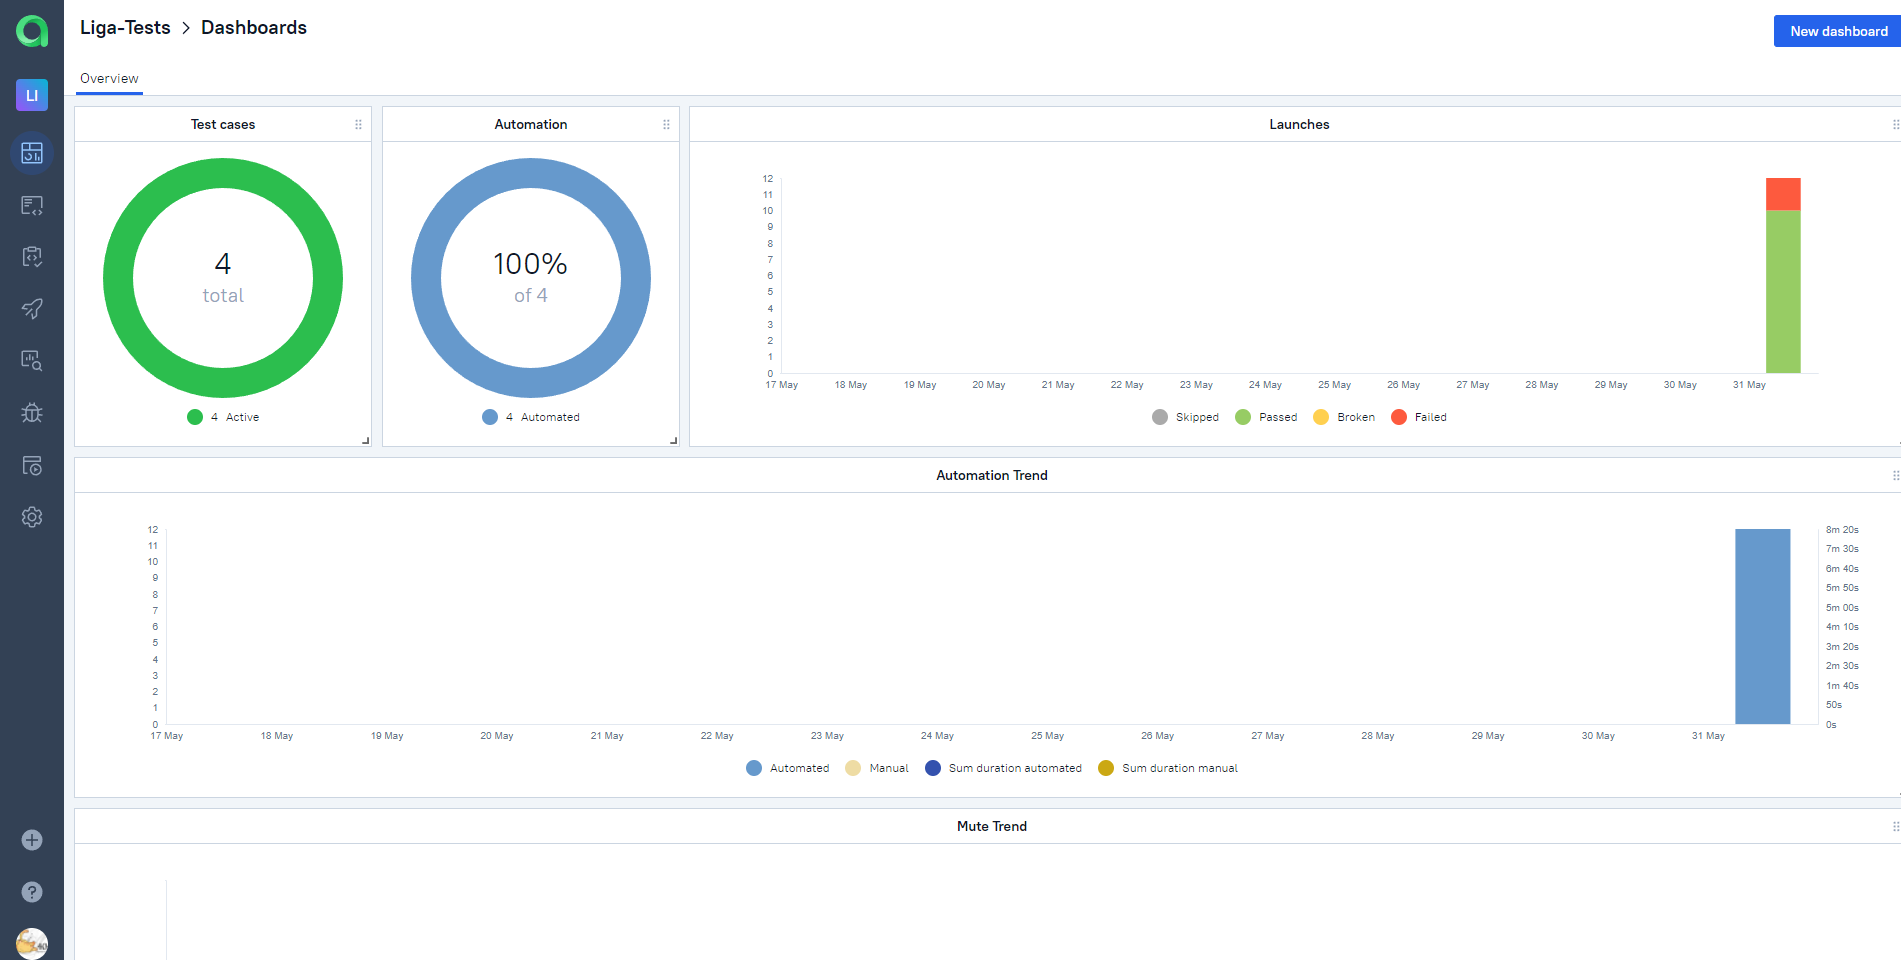 Liga-Tests > Dashboards
New dashboard
LI
Overview
Test cases
4
total
4 Active
Automation
100%
of 4
4 Automated
Launches
12
11
10
9
8
7
6
5
4
3
2
1
0
17 May 18 May 19 May 20 May 21 May 22 May 23 May 24 May 25 May 26 May 27 May 28 May 29 May 30 May 31 May
Skipped Passed Broken Failed
Automation Trend
12
11
10
9
8
7
6
5
4
3
2
1
0
8m 20s
7m 30s
6m 40s
5m 50s
5m 00s
4m 10s
3m 20s
2m 30s
1m 40s
50s
0s
17 May 18 May 19 May 20 May 21 May 22 May 23 May 24 May 25 May 26 May 27 May 28 May 29 May 30 May 31 May
Automated Manual Sum duration automated Sum duration manual
Mute Trend
?